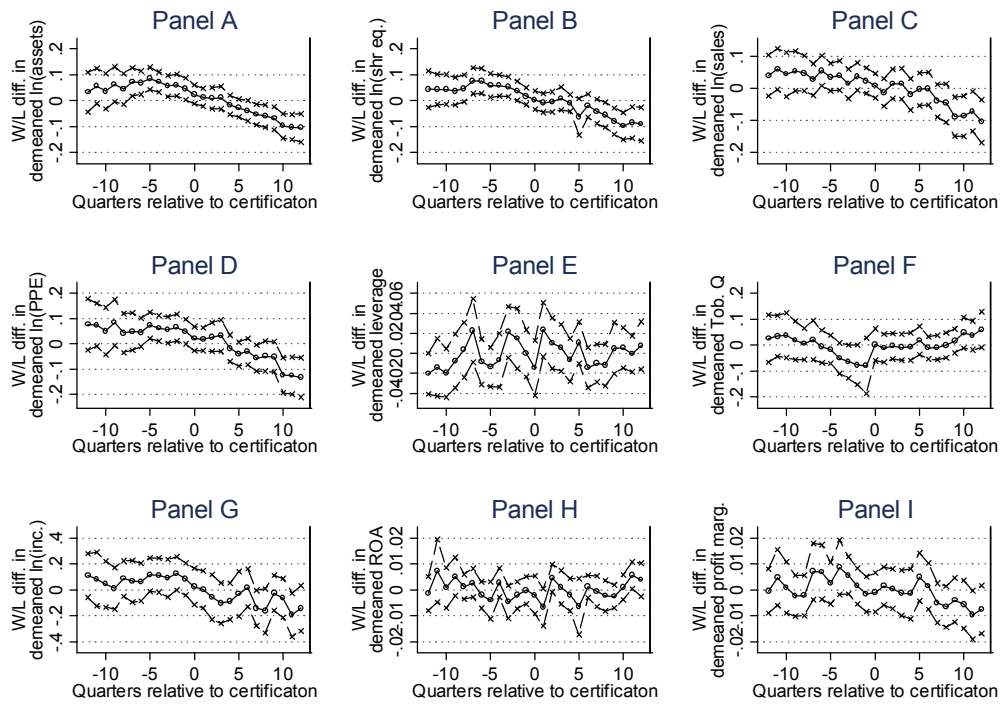 Panel A
W/L diff. in
demeaned ln(assets)
.2
.1
0
-.1
-.2
-10 -5 0 5 10
Quarters relative to certificaton
Panel B
W/L diff. in
demeaned ln(shr eq.)
.2
.1
0
-.1
-.2
-10 -5 0 5 10
Quarters relative to certificaton
Panel C
W/L diff. in
demeaned ln(sales)
.1
0
-.1
-.2
-10 -5 0 5 10
Quarters relative to certificaton
Panel D
W/L diff. in
demeaned ln(PPE)
.2
.1
0
-.1
-.2
-10 -5 0 5 10
Quarters relative to certificaton
Panel E
W/L diff. in
demeaned leverage
-.04020 .020.04.06
-10 -5 0 5 10
Quarters relative to certificaton
Panel F
W/L diff. in
demeaned Tob. Q
.2
.1
0
-.1
-.2
-10 -5 0 5 10
Quarters relative to certificaton
Panel G
W/L diff. in
demeaned ln(inc.)
.4
.2
0
-.2
-.4
-10 -5 0 5 10
Quarters relative to certificaton
Panel H
W/L diff. in
demeaned ROA
-.02-.01 0 .01.02
-10 -5 0 5 10
Quarters relative to certificaton
Panel I
W/L diff. in
demeaned profit marg.
-.02-.01 0 .01.02
-10 -5 0 5 10
Quarters relative to certificaton